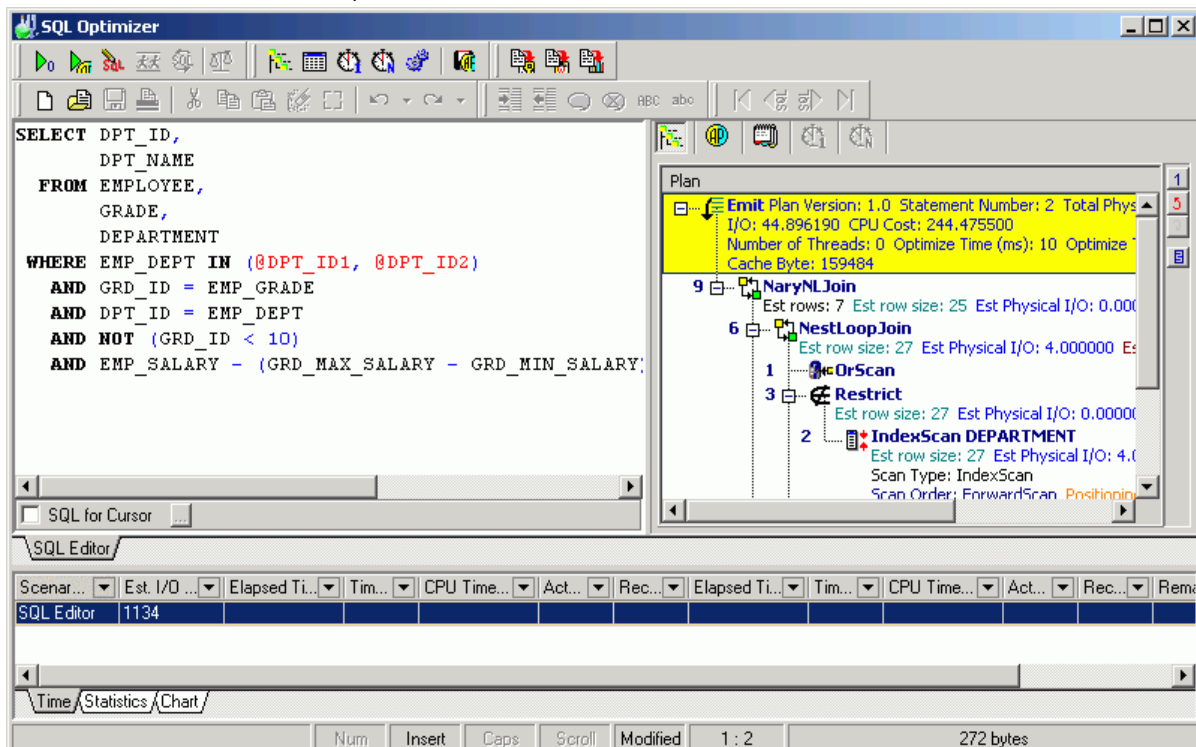 SQL Optimizer
SQL
ABC abc
SELECT DPT_ID,
DPT_NAME
FROM EMPLOYEE,
GRADE,
DEPARTMENT
WHERE EMP_DEPT IN (@DPT_ID1, @DPT_ID2)
AND GRD_ID = EMP_GRADE
AND DPT_ID = EMP_DEPT
AND NOT (GRD_ID < 10)
AND EMP_SALARY - (GRD_MAX_SALARY - GRD_MIN_SALARY)
SQL for Cursor ...
SQL Editor
AP
Plan
Emit Plan Version: 1.0 Statement Number: 2 Total Phys
I/O: 44.896190 CPU Cost: 244.475500
Number of Threads: 0 Optimize Time (ms): 10 Optimize T
Cache Byte: 159484
9 NaryNLJoin
Est rows: 7 Est row size: 25 Est Physical I/O: 0.000
6 NestLoopJoin
Est row size: 27 Est Physical I/O: 4.000000 Es
1 OrScan
3 Restrict
Est row size: 27 Est Physical I/O: 0.00000
2 IndexScan DEPARTMENT
Est row size: 27 Est Physical I/O: 4.0
Scan Type: IndexScan
Scan Order: ForwardScan Positionin
1
5
Scenar... Est. I/O ... Elapsed Ti... Tim... CPU Time... Act... Rec... Elapsed Ti... Tim... CPU Time... Act... Rec... Rema
SQL Editor 1134
Time Statistics Chart
Num Insert Caps Scroll Modified 1 : 2 272 bytes